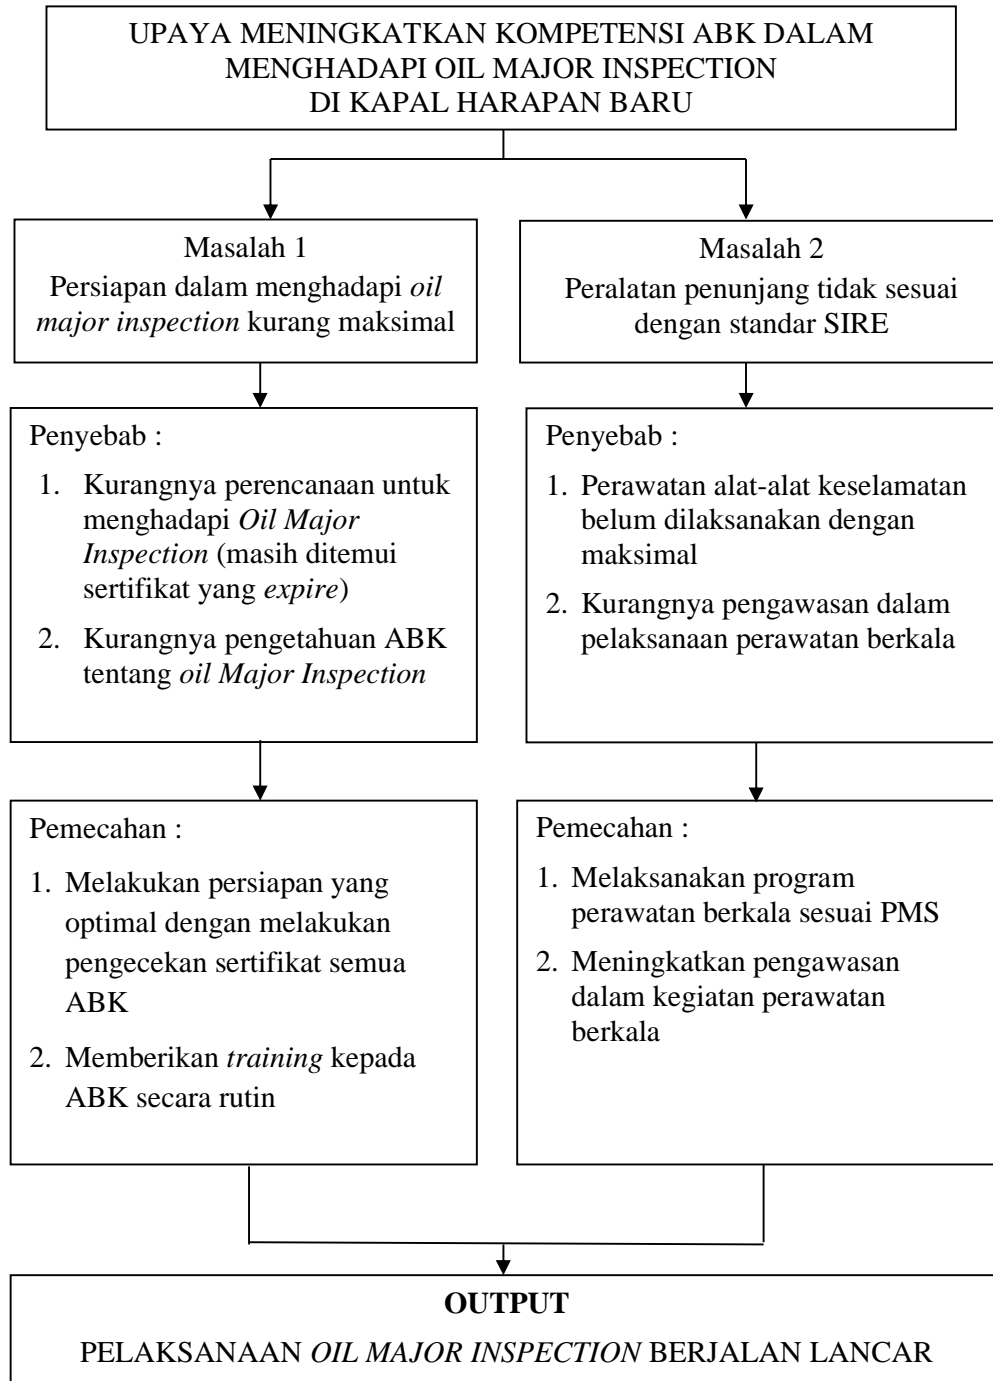 UPAYA MENINGKATKAN KOMPETENSI ABK DALAM
MENGHADAPI OIL MAJOR INSPECTION
DI KAPAL HARAPAN BARU
Masalah 1
Persiapan dalam menghadapi oil
major inspection kurang maksimal
Masalah 2
Peralatan penunjang tidak sesuai
dengan standar SIRE
Penyebab :
1. Kurangnya perencanaan untuk
menghadapi Oil Major
Inspection (masih ditemui
sertifikat yang expire)
2. Kurangnya pengetahuan ABK
tentang oil Major Inspection
Penyebab :
1. Perawatan alat-alat keselamatan
belum dilaksanakan dengan
maksimal
2. Kurangnya pengawasan dalam
pelaksanaan perawatan berkala
Pemecahan :
1. Melakukan persiapan yang
optimal dengan melakukan
pengecekan sertifikat semua
ABK
2. Memberikan training kepada
ABK secara rutin
Pemecahan :
1. Melaksanakan program
perawatan berkala sesuai PMS
2. Meningkatkan pengawasan
dalam kegiatan perawatan
berkala
OUTPUT
PELAKSANAAN OIL MAJOR INSPECTION BERJALAN LANCAR